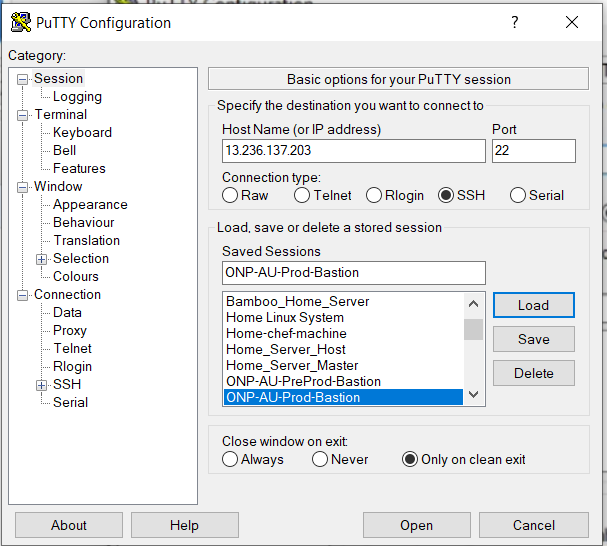 PuTTY Configuration
?
Category:
Session
Logging
Terminal
Keyboard
Bell
Features
Window
Appearance
Behaviour
Translation
Selection
Colours
Connection
Data
Proxy
Telnet
Rlogin
SSH
Serial
Basic options for your PuTTY session
Specify the destination you want to connect to
Host Name (or IP address) Port
13.236.137.203 22
Connection type:
Raw Telnet Rlogin SSH Serial
Load, save or delete a stored session
Saved Sessions
ONP-AU-Prod-Bastion
Bamboo_Home_Server
Home Linux System
Home-chef-machine
Home_Server_Host
Home_Server_Master
ONP-AU-PreProd-Bastion
ONP-AU-Prod-Bastion
Load
Save
Delete
Close window on exit:
Always Never Only on clean exit
About Help Open Cancel